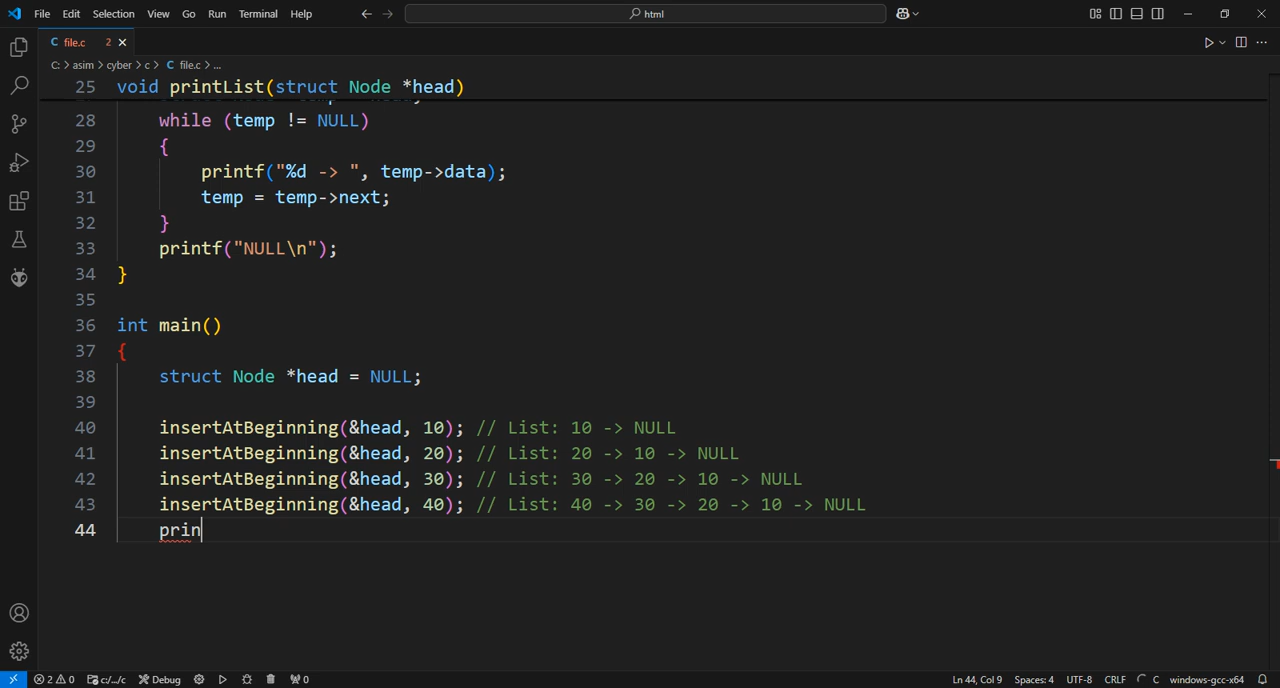 File Edit Selection View Go Run Terminal Help
html
C file.c 2
C: > asim > cyber > c > C file.c > ...
25 void printList(struct Node *head)
28 while (temp != NULL)
29 {
30 printf("%d -> ", temp->data);
31 temp = temp->next;
32 }
33 printf("NULL\n");
34 }
35
36 int main()
37 {
38 struct Node *head = NULL;
39
40 insertAtBeginning(&head, 10); // List: 10 -> NULL
41 insertAtBeginning(&head, 20); // List: 20 -> 10 -> NULL
42 insertAtBeginning(&head, 30); // List: 30 -> 20 -> 10 -> NULL
43 insertAtBeginning(&head, 40); // List: 40 -> 30 -> 20 -> 10 -> NULL
44 prin
2 0 c:/.../c Debug 0 Ln 44, Col 9 Spaces: 4 UTF-8 CRLF C windows-gcc-x64